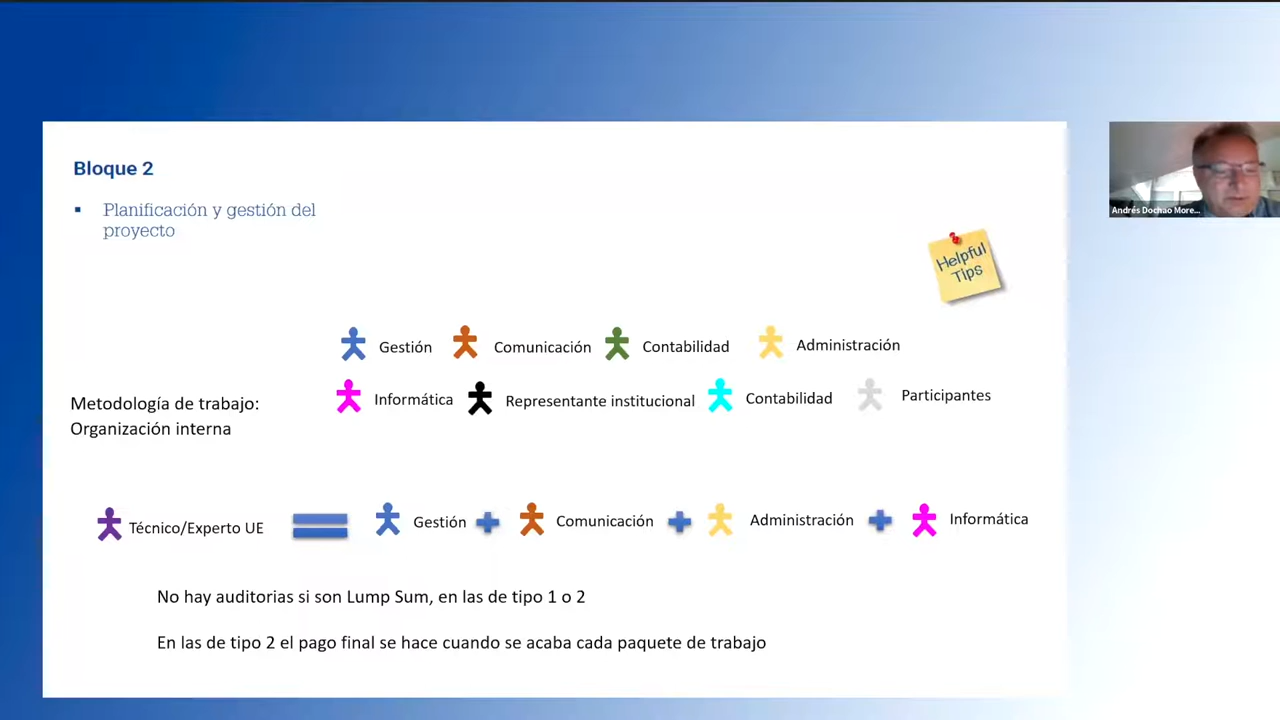 Bloque 2
▪ Planificación y gestión del
proyecto
Helpful
Tips
Andrés Dochao More...
Gestión Comunicación Contabilidad Administración
Informática Representante institucional Contabilidad Participantes
Metodología de trabajo:
Organización interna
Técnico/Experto UE Gestión Comunicación Administración Informática
No hay auditorias si son Lump Sum, en las de tipo 1 o 2
En las de tipo 2 el pago final se hace cuando se acaba cada paquete de trabajo